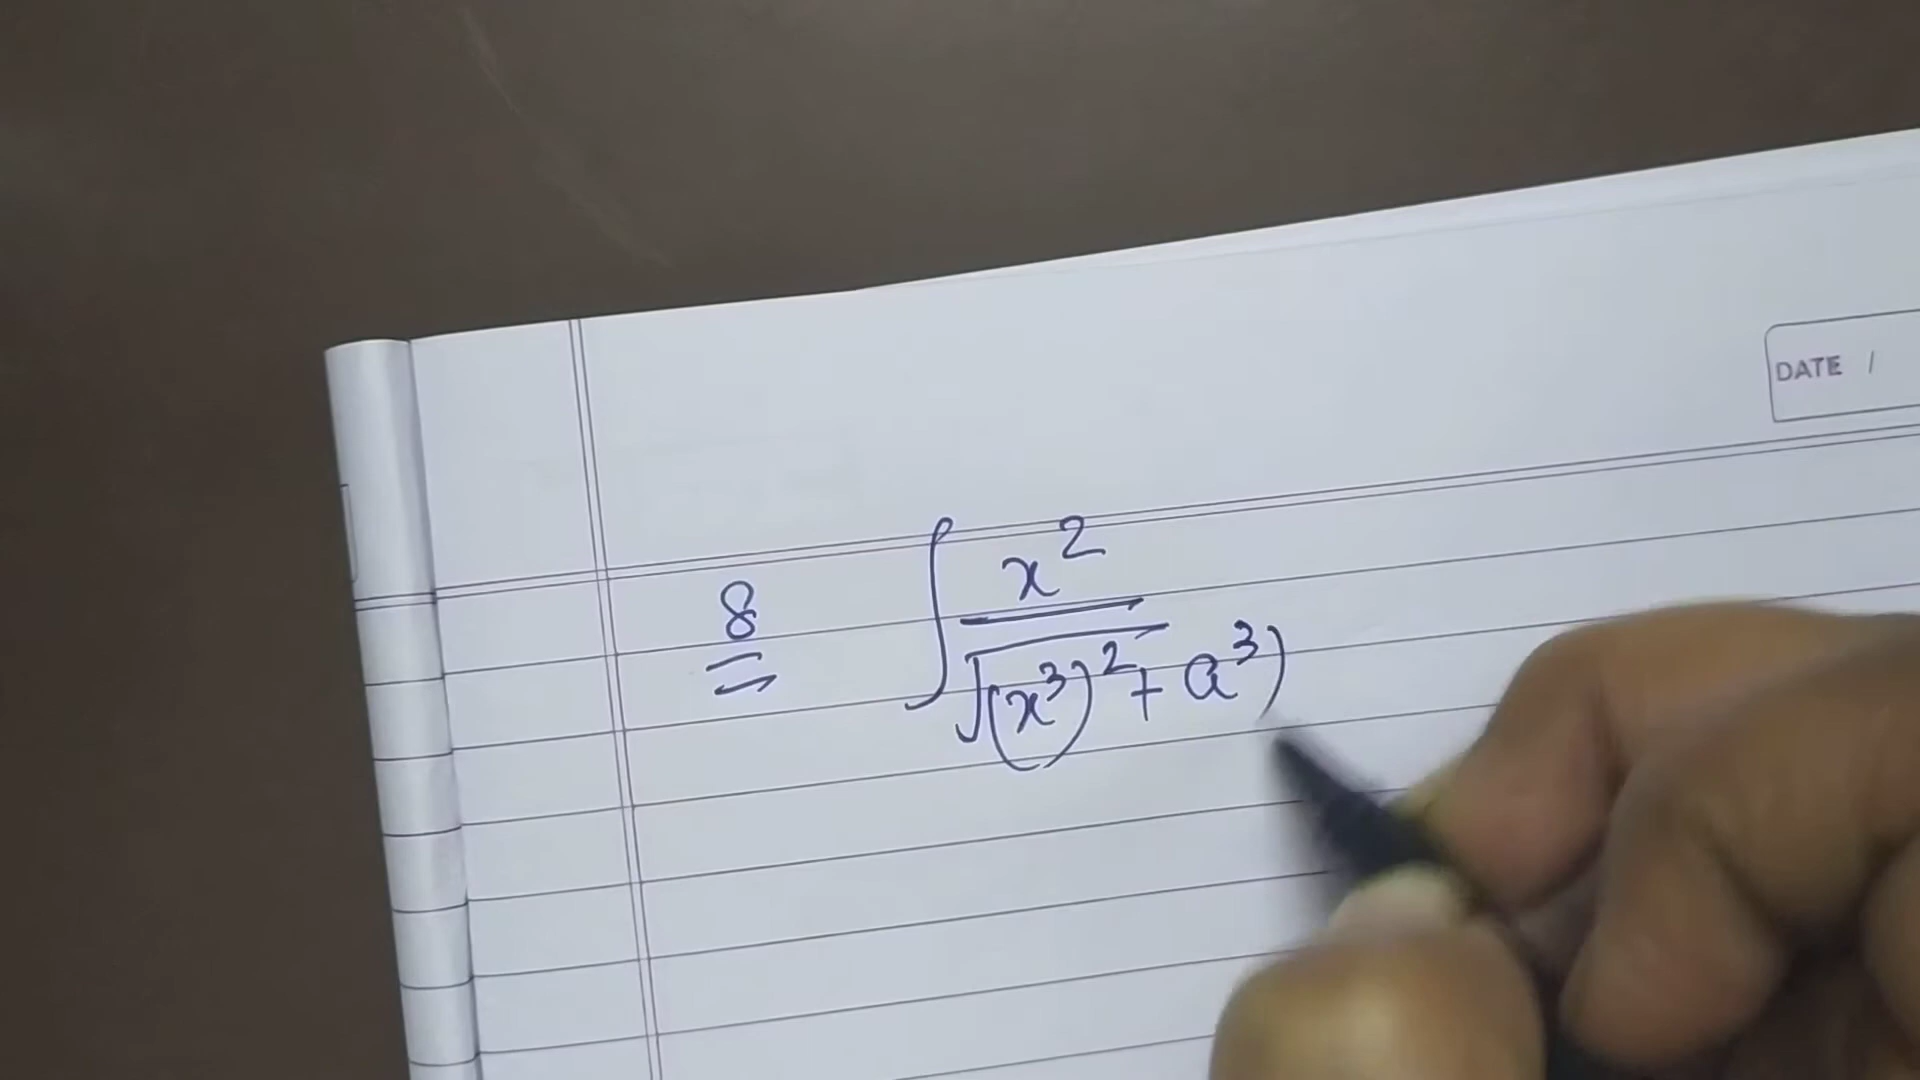 DATE /
8 ∫ x²
√(x³)² + a³)